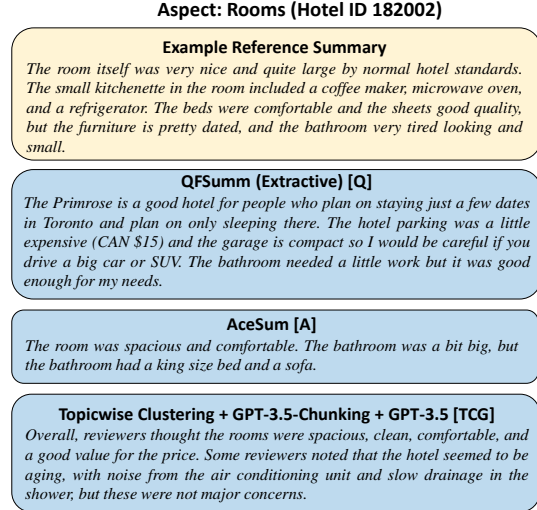 Aspect: Rooms (Hotel ID 182002)
Example Reference Summary
The room itself was very nice and quite large by normal hotel standards.
The small kitchenette in the room included a coffee maker, microwave oven,
and a refrigerator. The beds were comfortable and the sheets good quality,
but the furniture is pretty dated, and the bathroom very tired looking and
small.
QFSumm (Extractive) [Q]
The Primrose is a good hotel for people who plan on staying just a few dates
in Toronto and plan on only sleeping there. The hotel parking was a little
expensive (CAN $15) and the garage is compact so I would be careful if you
drive a big car or SUV. The bathroom needed a little work but it was good
enough for my needs.
AceSum [A]
The room was spacious and comfortable. The bathroom was a bit big, but
the bathroom had a king size bed and a sofa.
Topicwise Clustering + GPT-3.5-Chunking + GPT-3.5 [TCG]
Overall, reviewers thought the rooms were spacious, clean, comfortable, and
a good value for the price. Some reviewers noted that the hotel seemed to be
aging, with noise from the air conditioning unit and slow drainage in the
shower, but these were not major concerns.